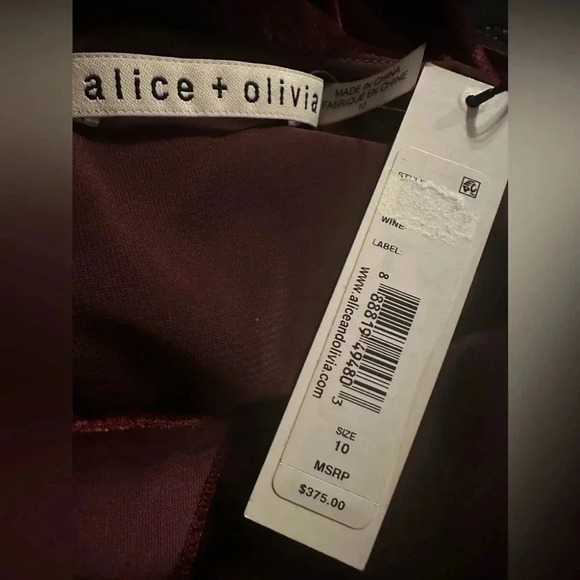 alice + olivia
MADE IN CHINA
FABRIQUÉ EN CHINE
10
WINE
LABEL:
8 88819 49480 3
www.aliceandolivia.com
SIZE
10
MSRP
$375.00